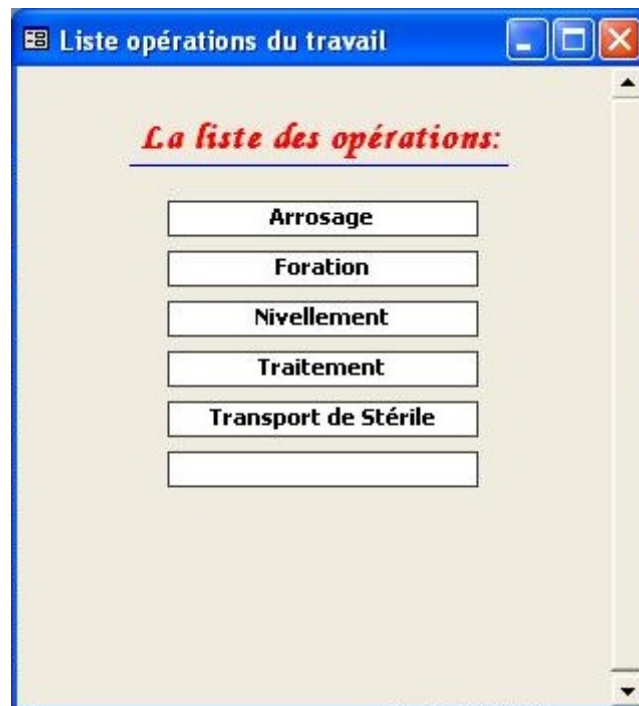 Liste opérations du travail
La liste des opérations:
Arrosage
Foration
Nivellement
Traitement
Transport de Stérile